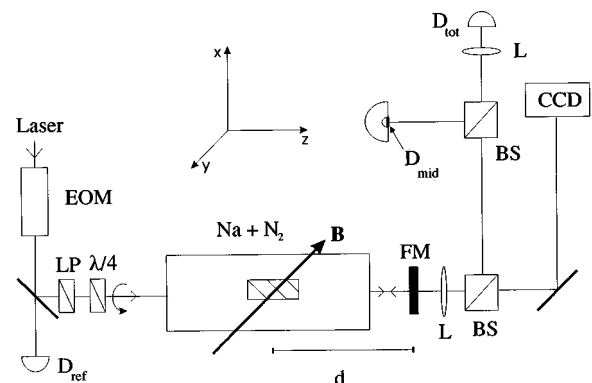 D_tot
L
x
CCD
Laser
z
BS
y
D_mid
EOM
Na + N₂
B
FM
LP λ/4
L
BS
D_ref
d